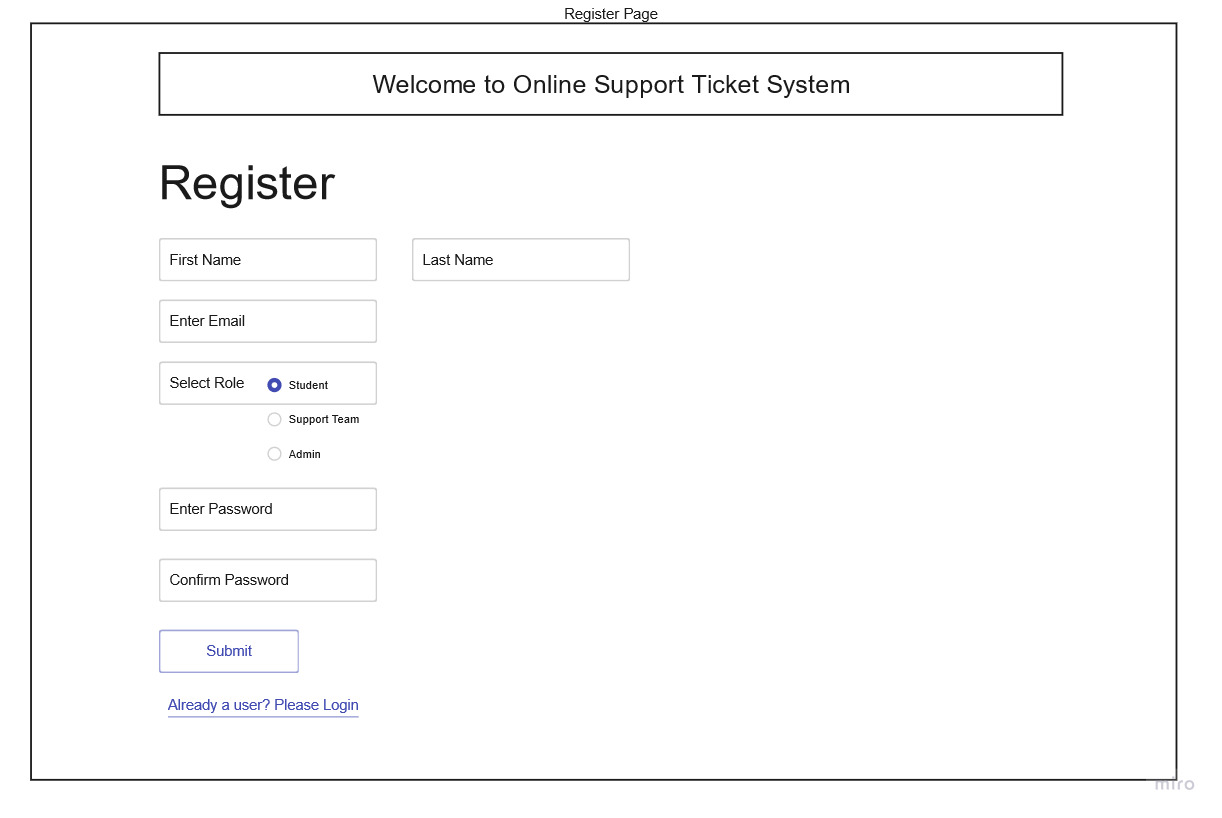 Register Page
Welcome to Online Support Ticket System
Register
First Name Last Name
Enter Email
Select Role Student
Support Team
Admin
Enter Password
Confirm Password
Submit
Already a user? Please Login
miro